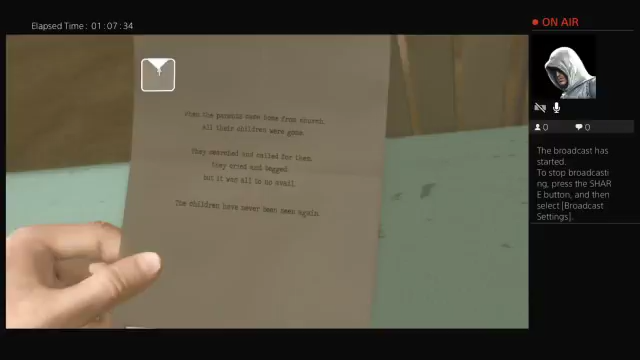 Elapsed Time : 01:07:34
ON AIR
When the parents came home from church
all their children were gone
They searched and called for them
They cried and begged
but it was all to no avail
The children have never been seen again
0
0
The broadcast has
started.
To stop broadcasti
ng, press the SHAR
E button, and then
select [Broadcast
Settings].